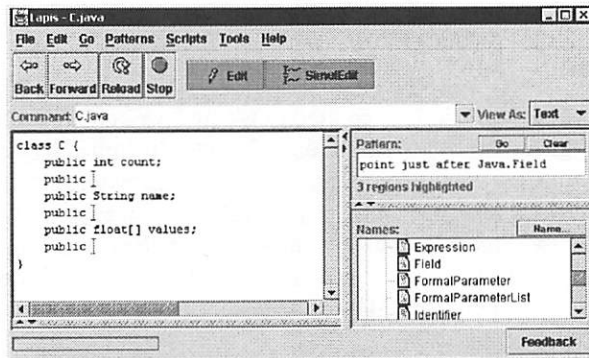 Lapis - C.java
File Edit Go Patterns Scripts Tools Help
Back Forward Reload Stop Edit SimulEdit
Command: C.java View As: Text
class C {
public int count;
public
public String name;
public
public float[] values;
public
}
Pattern: Go Clear
point just after Java.Field
3 regions highlighted
Names: Name...
Expression
Field
FormalParameter
FormalParameterList
Identifier
Feedback